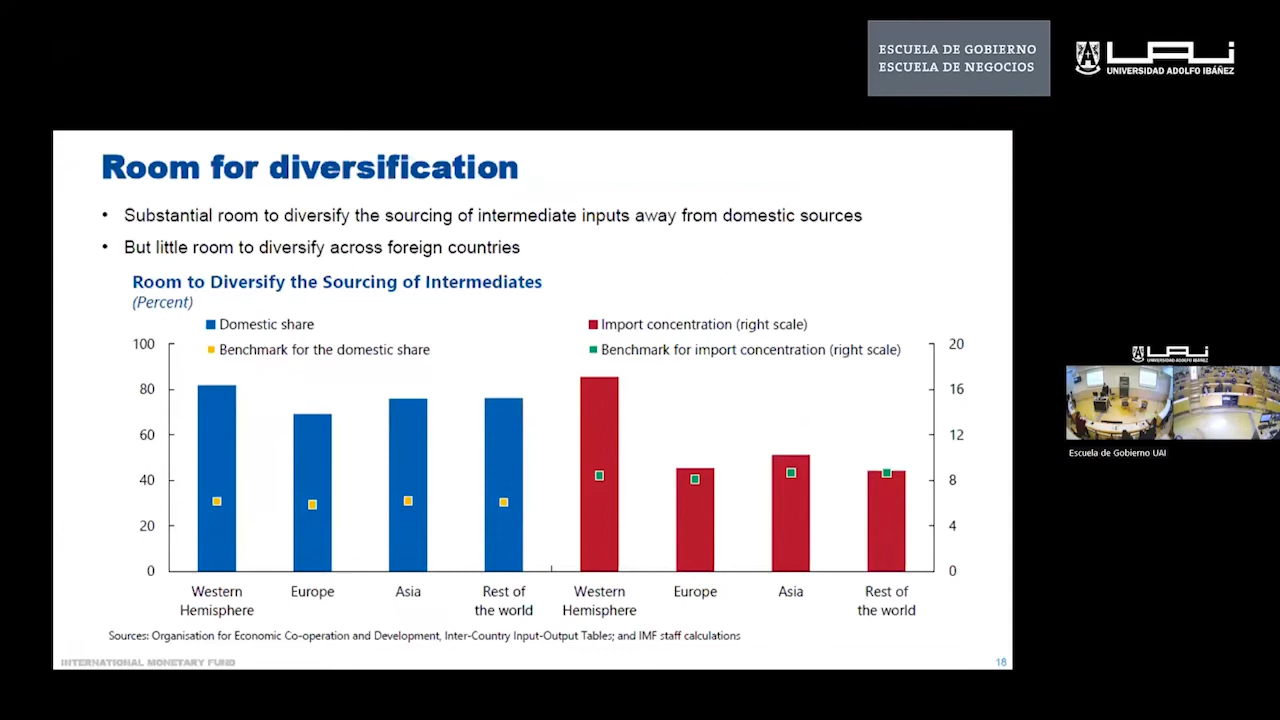 ESCUELA DE GOBIERNO
ESCUELA DE NEGOCIOS
UAI
UNIVERSIDAD ADOLFO IBÁÑEZ
Room for diversification
• Substantial room to diversify the sourcing of intermediate inputs away from domestic sources
• But little room to diversify across foreign countries
Room to Diversify the Sourcing of Intermediates
(Percent)
Domestic share
Import concentration (right scale)
Benchmark for the domestic share
Benchmark for import concentration (right scale)
100
80
60
40
20
0
20
16
12
8
4
0
Western Hemisphere
Europe
Asia
Rest of the world
Western Hemisphere
Europe
Asia
Rest of the world
Sources: Organisation for Economic Co-operation and Development, Inter-Country Input-Output Tables; and IMF staff calculations
INTERNATIONAL MONETARY FUND
18
UAI
UNIVERSIDAD ADOLFO IBÁÑEZ
Escuela de Gobierno UAI